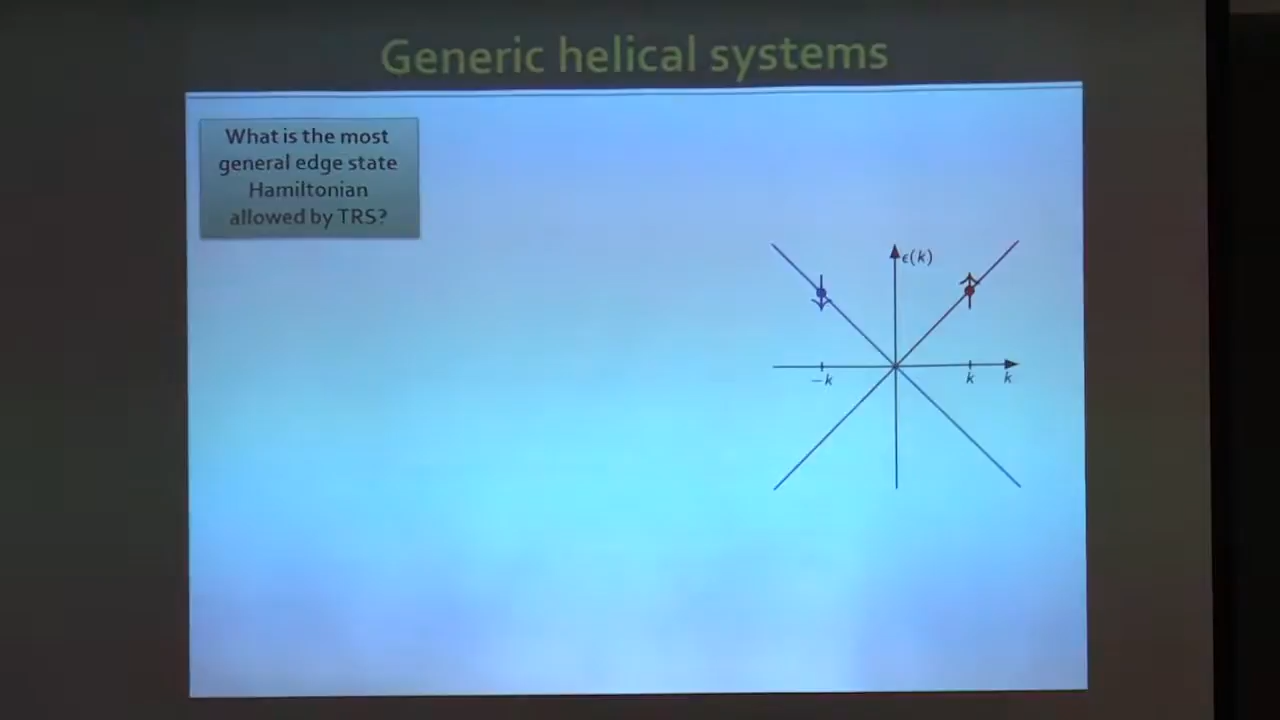 Generic helical systems
What is the most
general edge state
Hamiltonian
allowed by TRS?
ϵ(k)
−k
k
k